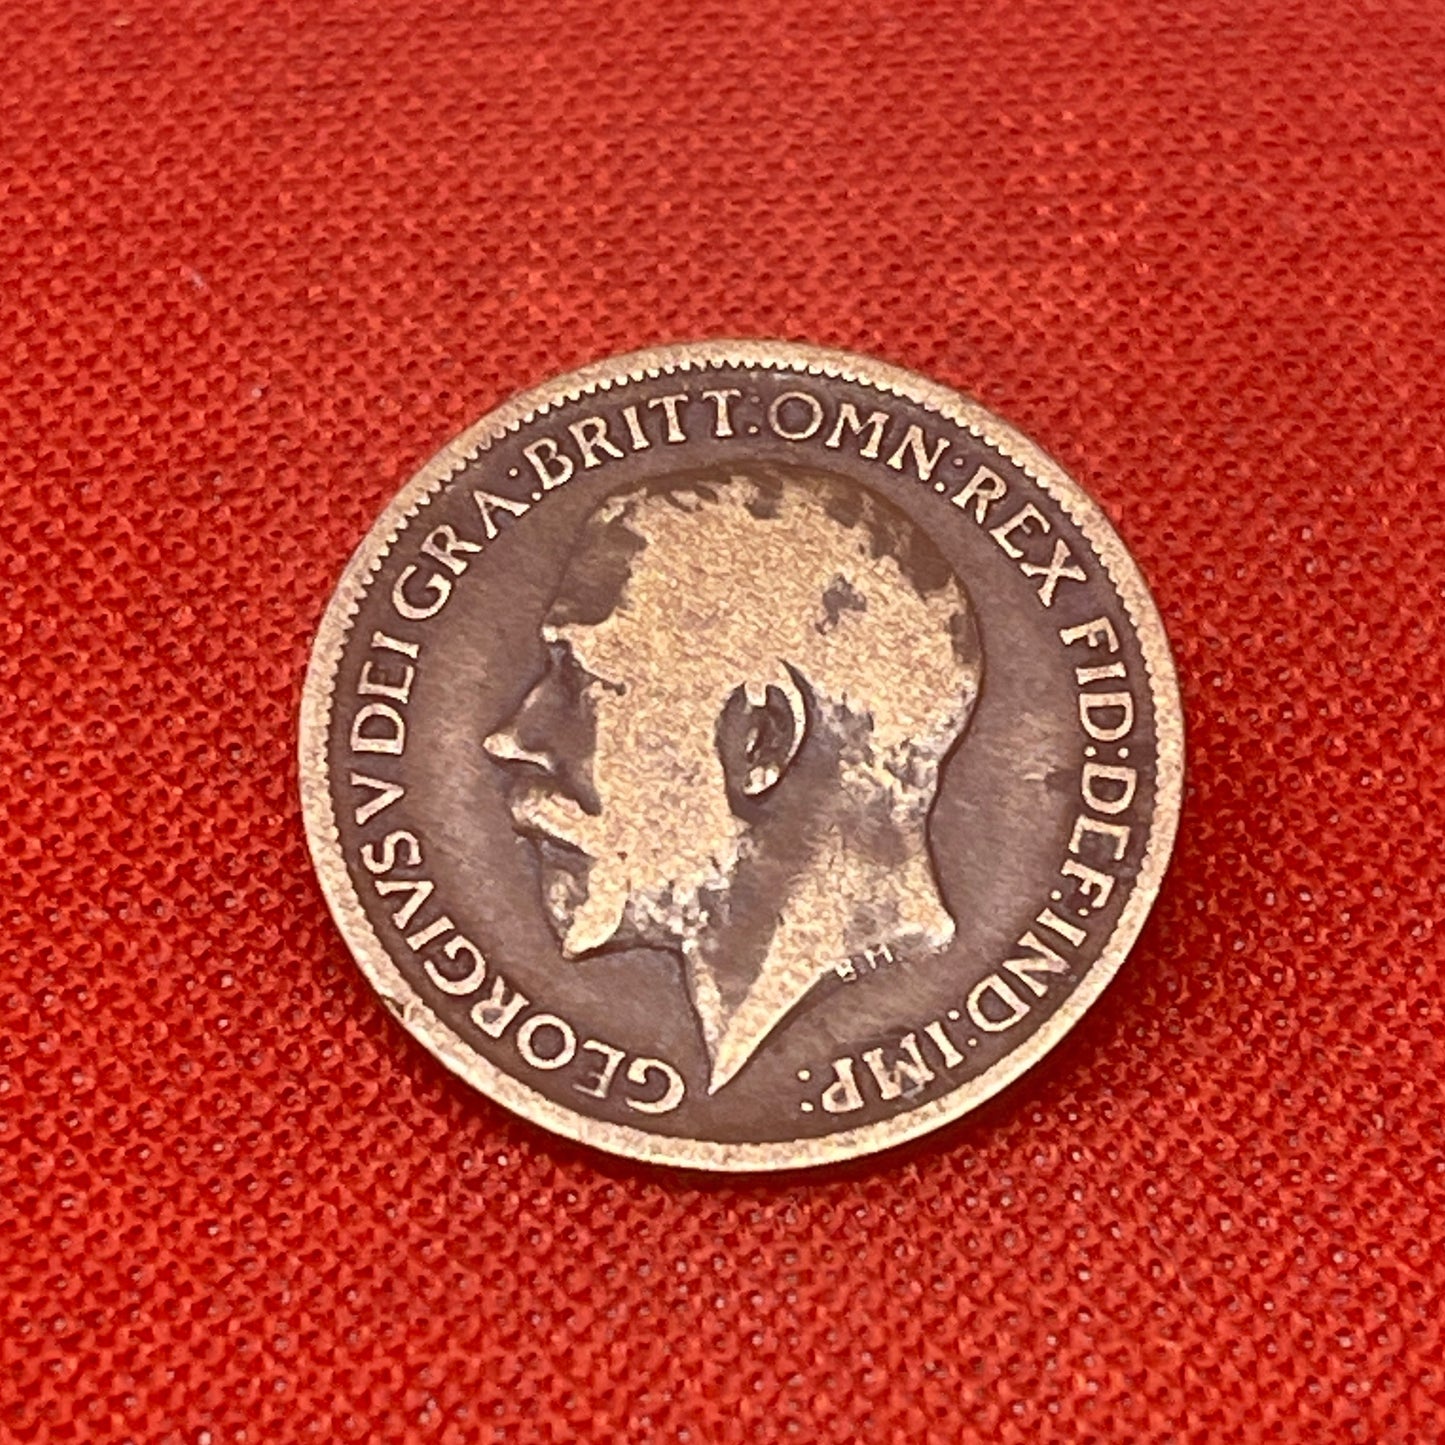 GEORGIVS V DEI GRA: BRITT: OMN: REX FID: DEF: IND: IMP:
B M